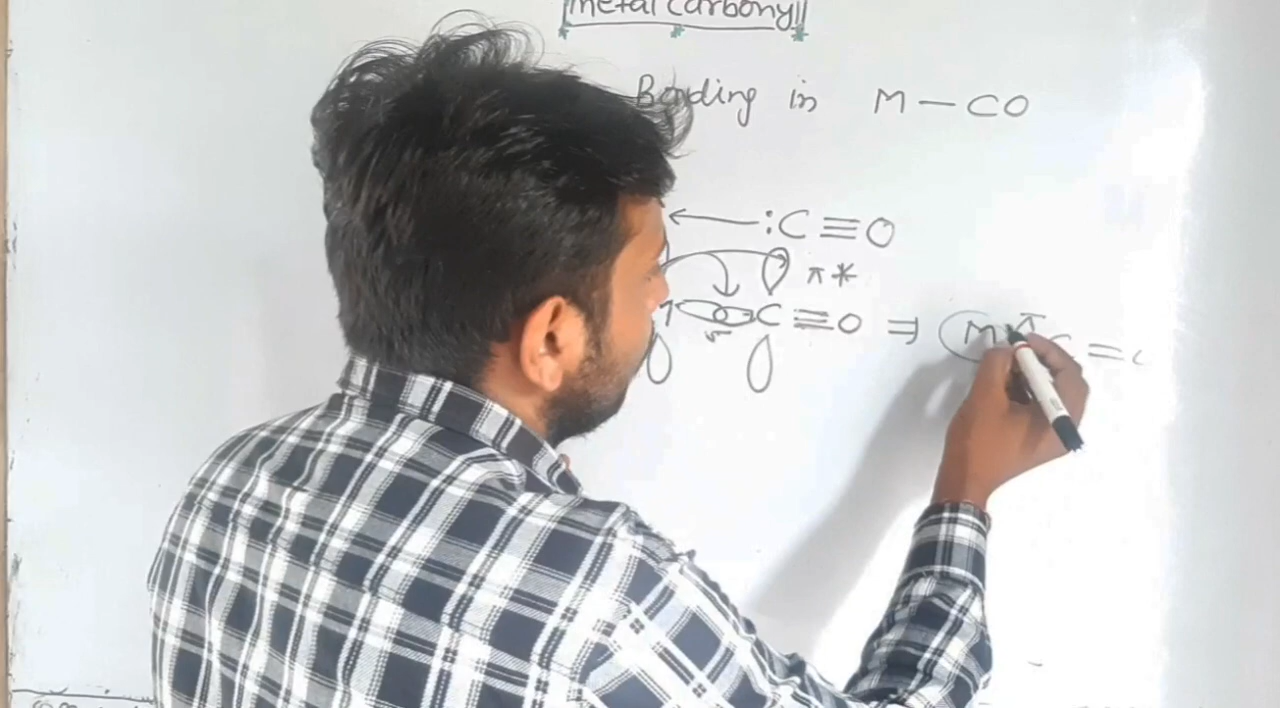 Metal Carbonyl
Bonding in M — CO
← :C≡O
π*
C≡O ⇒ M π C =
σ